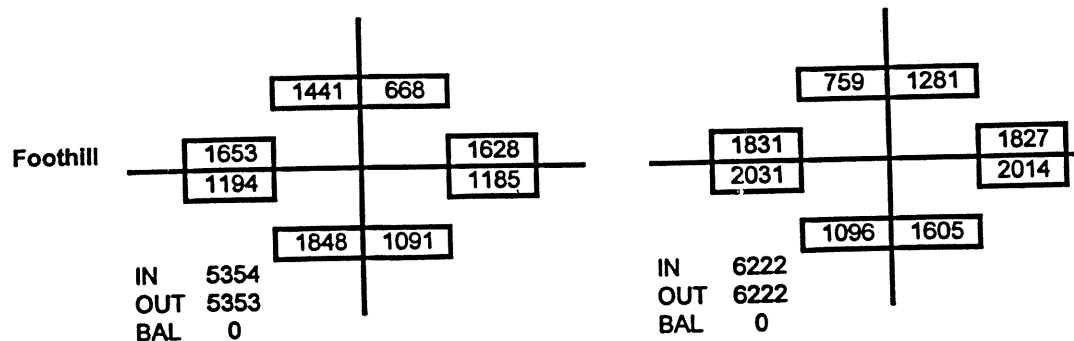 1441 668 759 1281
Foothill 1653 1628 1831 1827
1194 1185 2031 2014
1848 1091 1096 1605
IN 5354 IN 6222
OUT 5353 OUT 6222
BAL 0 BAL 0